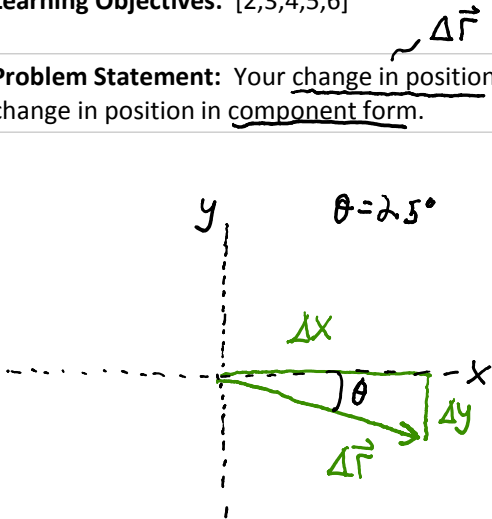 Learning Objectives: [2,3,4,5,6]
Δr⃗
Problem Statement: Your change in position
change in position in component form.
y
θ=25°
Δx
x
θ
Δy
Δr⃗